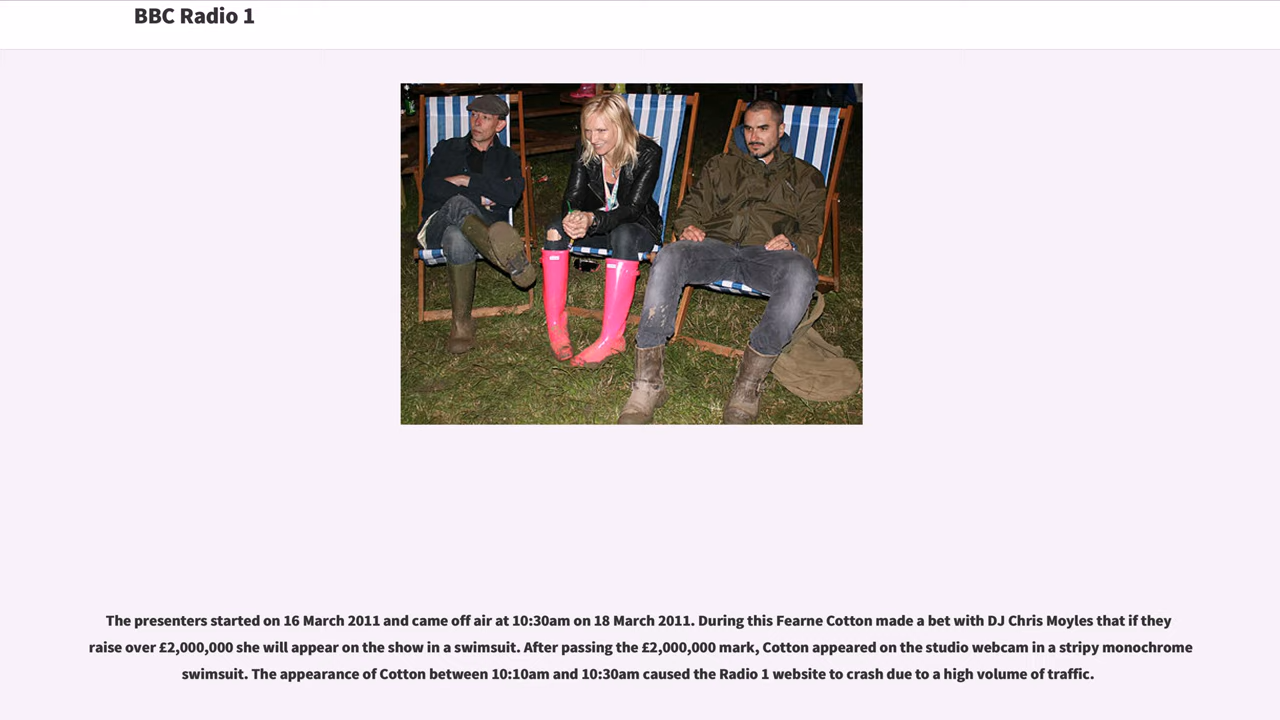 BBC Radio 1
The presenters started on 16 March 2011 and came off air at 10:30am on 18 March 2011. During this Fearne Cotton made a bet with DJ Chris Moyles that if they
raise over £2,000,000 she will appear on the show in a swimsuit. After passing the £2,000,000 mark, Cotton appeared on the studio webcam in a stripy monochrome
swimsuit. The appearance of Cotton between 10:10am and 10:30am caused the Radio 1 website to crash due to a high volume of traffic.